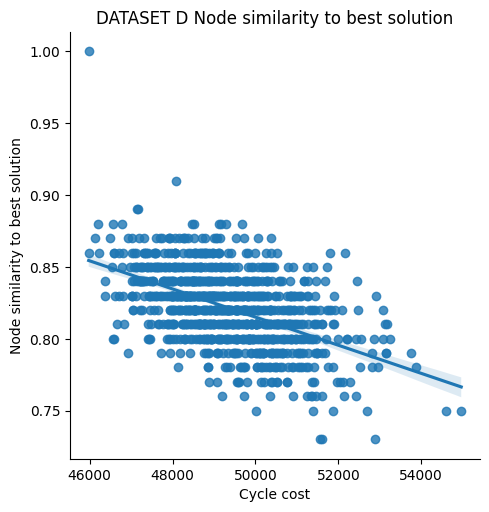 DATASET D Node similarity to best solution
1.00
0.95
0.90
0.85
0.80
0.75
Node similarity to best solution
46000 48000 50000 52000 54000
Cycle cost